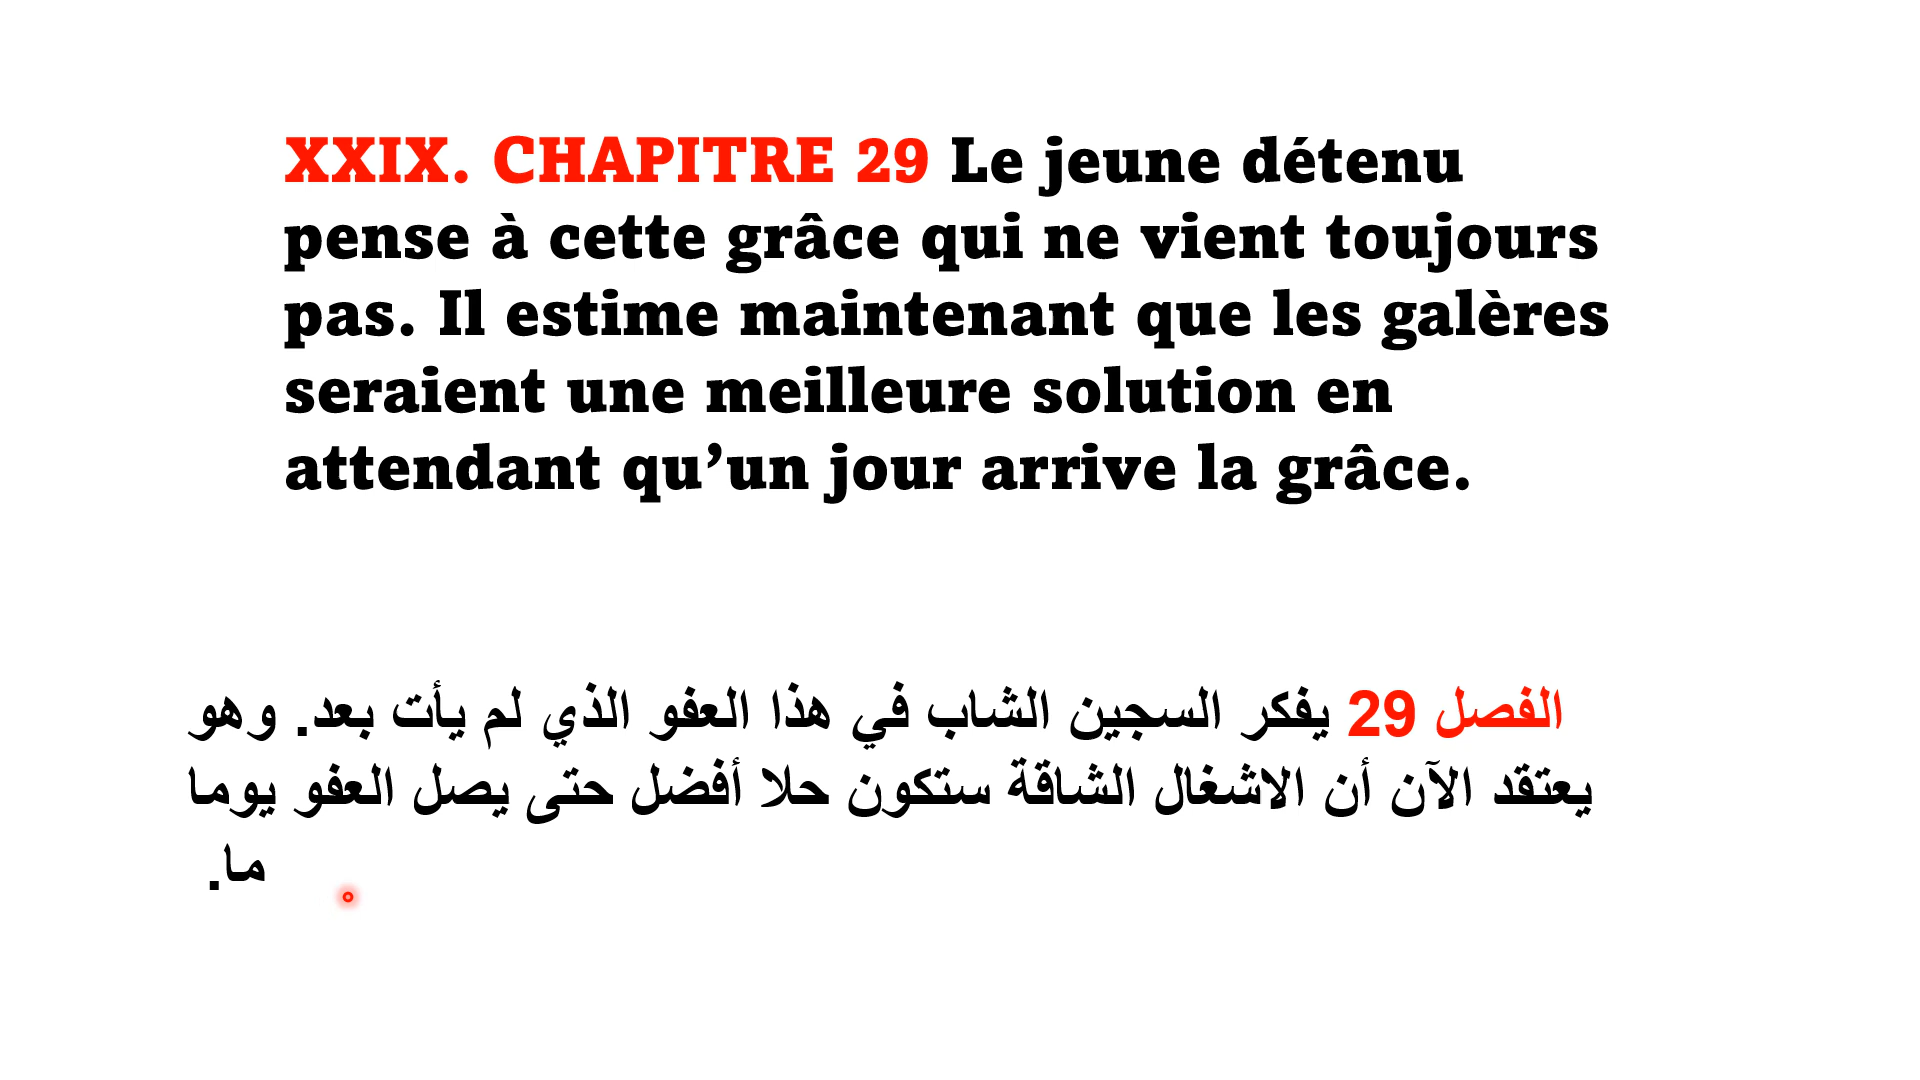 XXIX. CHAPITRE 29 Le jeune détenu
pense à cette grâce qui ne vient toujours
pas. Il estime maintenant que les galères
seraient une meilleure solution en
attendant qu’un jour arrive la grâce.
الفصل 29 يفكر السجين الشاب في هذا العفو الذي لم يأت بعد. وهو
يعتقد الآن أن الاشغال الشاقة ستكون حلا أفضل حتى يصل العفو يوما
ما.